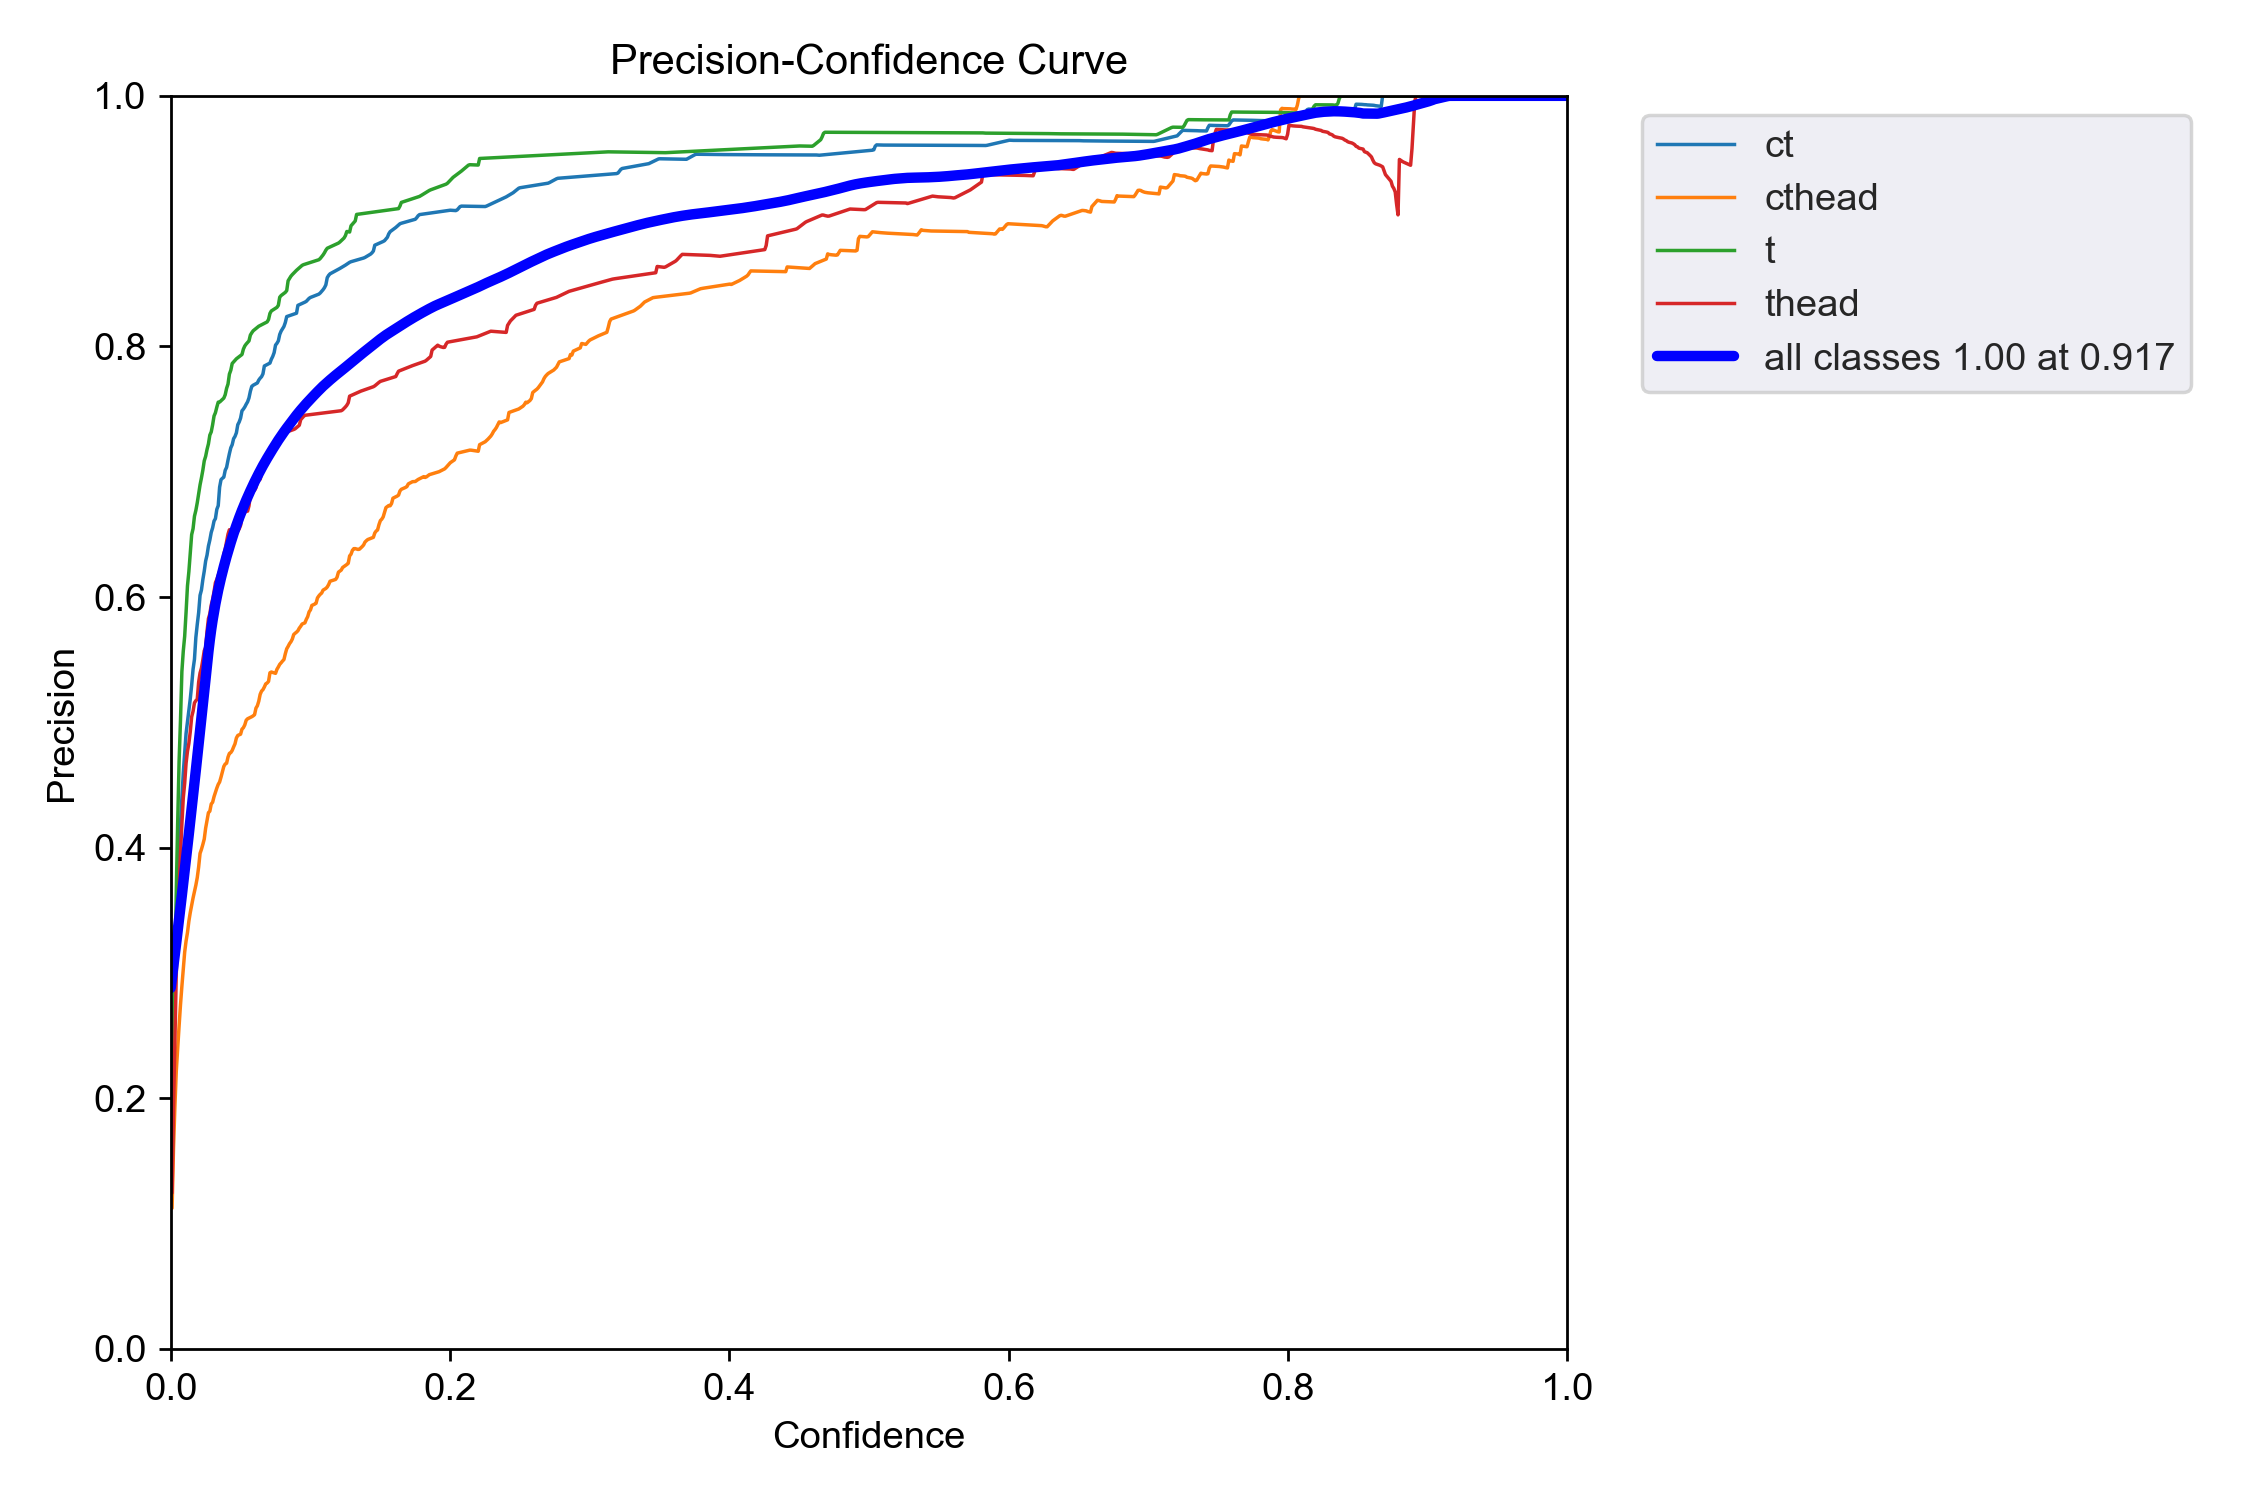 Precision-Confidence Curve
1.0
0.8
0.6
0.4
0.2
0.0
Precision
0.0 0.2 0.4 0.6 0.8 1.0
Confidence
ct
cthead
t
thead
all classes 1.00 at 0.917